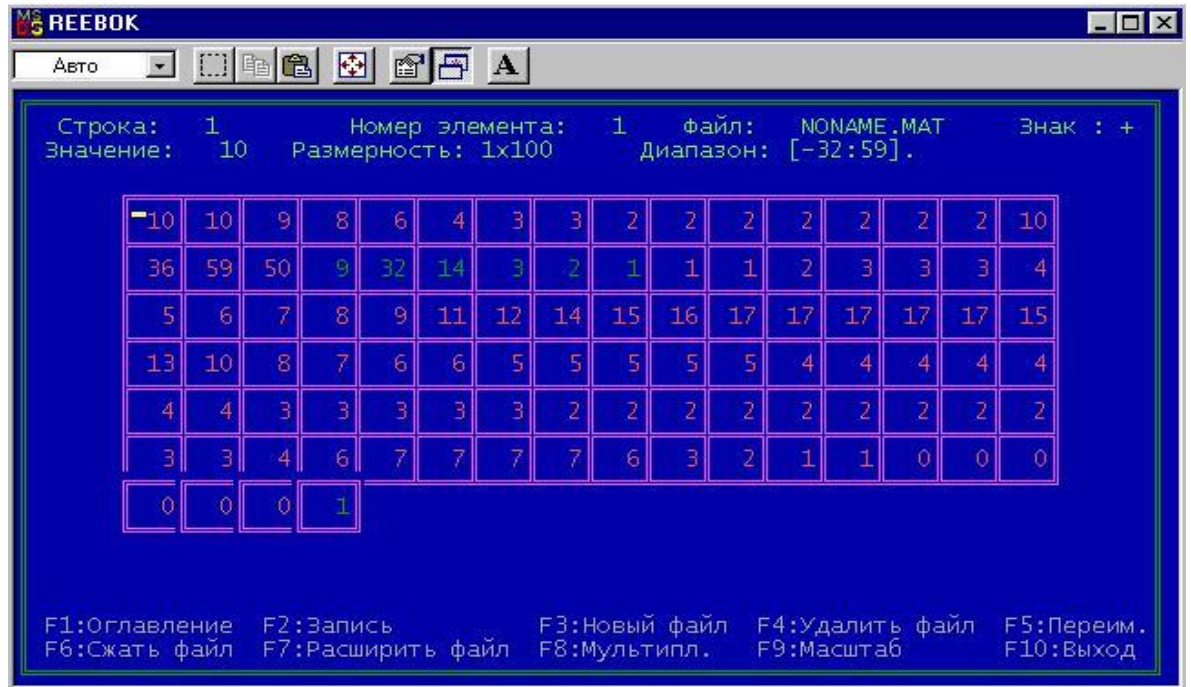 REEBOK
Авто A
Строка: 1 Номер элемента: 1 Файл: NONAME.MAT Знак : +
Значение: 10 Размерность: 1x100 Диапазон: [-32:59].
10 10 9 8 6 4 3 3 2 2 2 2 2 2 2 10
36 59 50 9 32 14 3 2 1 1 1 2 3 3 3 4
5 6 7 8 9 11 12 14 15 16 17 17 17 17 17 15
13 10 8 7 6 6 5 5 5 5 5 4 4 4 4 4
4 4 3 3 3 3 3 2 2 2 2 2 2 2 2 2
3 3 4 6 7 7 7 7 6 3 2 1 1 0 0 0
0 0 0 1
F1:Оглавление F2:Запись F3:Новый файл F4:Удалить файл F5:Переим.
F6:Сжать файл F7:Расширить файл F8:Мультипл. F9:Масштаб F10:Выход